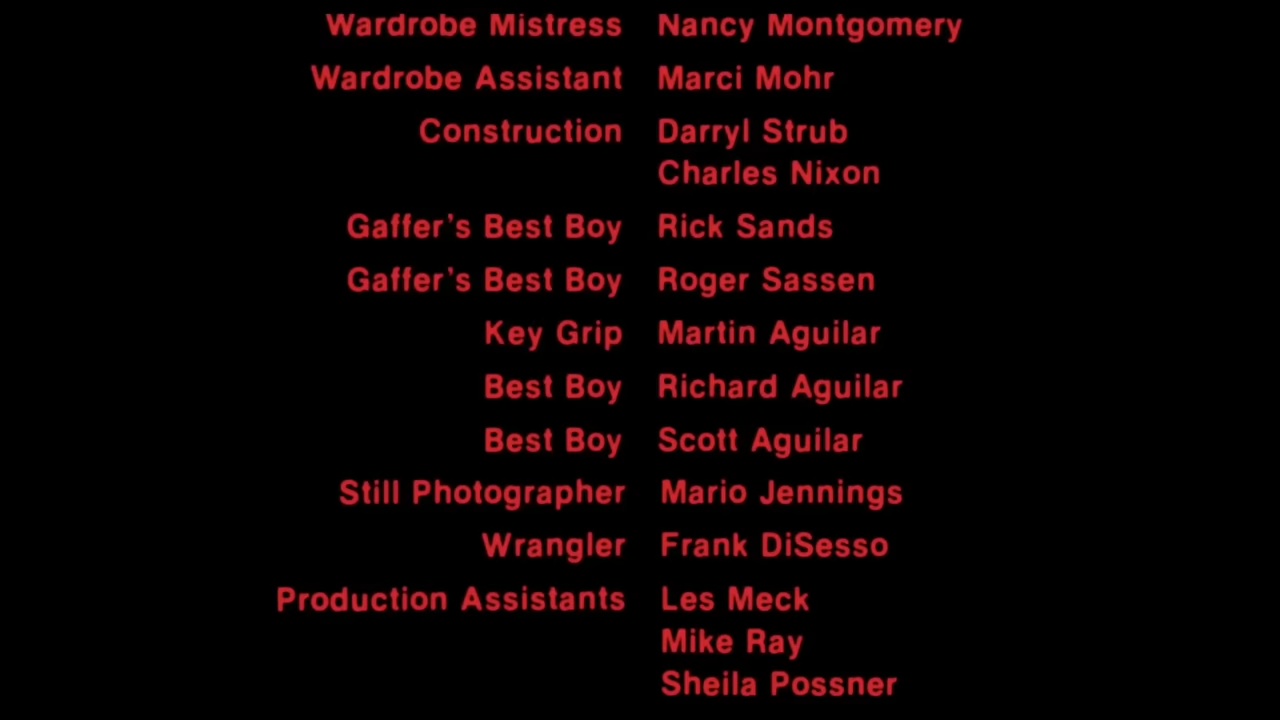 Wardrobe Mistress Nancy Montgomery
Wardrobe Assistant Marci Mohr
Construction Darryl Strub
Charles Nixon
Gaffer's Best Boy Rick Sands
Gaffer's Best Boy Roger Sassen
Key Grip Martin Aguilar
Best Boy Richard Aguilar
Best Boy Scott Aguilar
Still Photographer Mario Jennings
Wrangler Frank DiSesso
Production Assistants Les Meck
Mike Ray
Sheila Possner